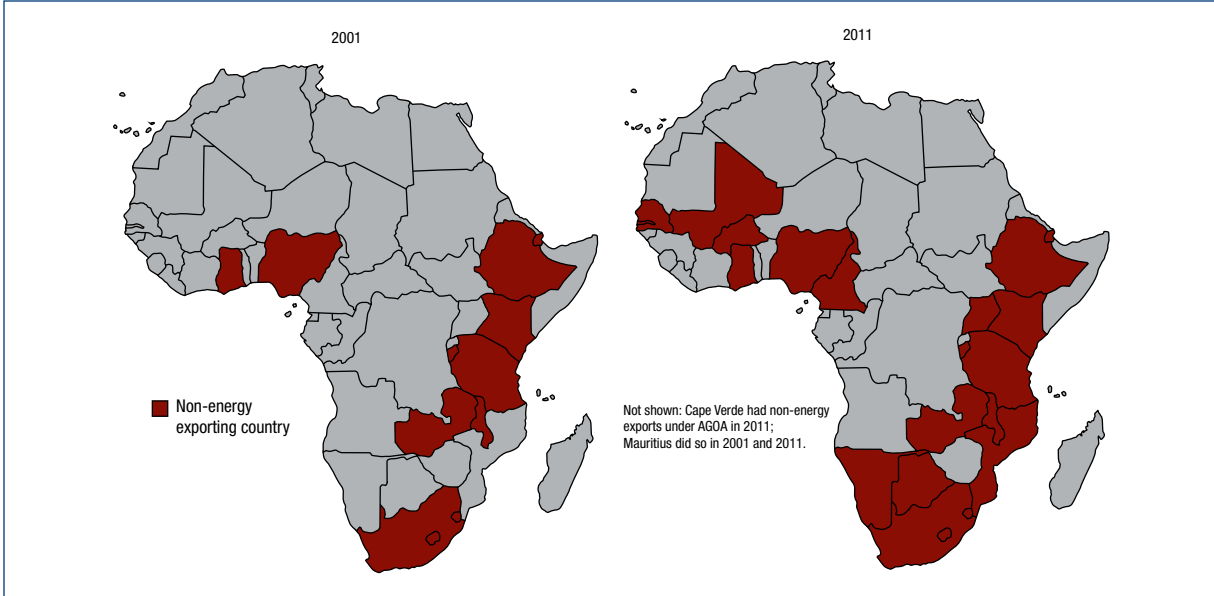 2001
2011
Non-energy
exporting country
Not shown: Cape Verde had non-energy
exports under AGOA in 2011;
Mauritius did so in 2001 and 2011.